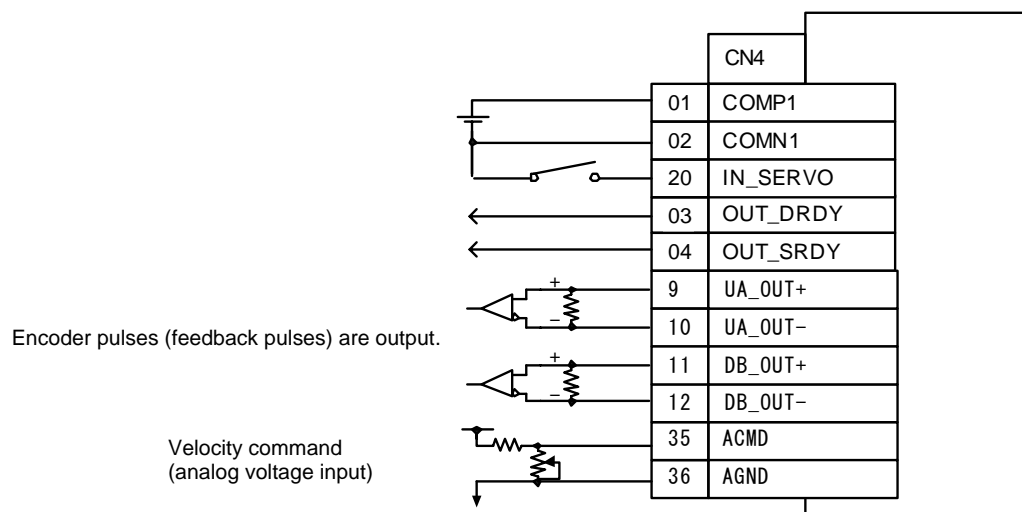 CN4
01 COMP1
02 COMN1
20 IN_SERVO
03 OUT_DRDY
04 OUT_SRDY
+
9 UA_OUT+
−
10 UA_OUT−
Encoder pulses (feedback pulses) are output.
+
11 DB_OUT+
−
12 DB_OUT−
35 ACMD
Velocity command
(analog voltage input)
36 AGND